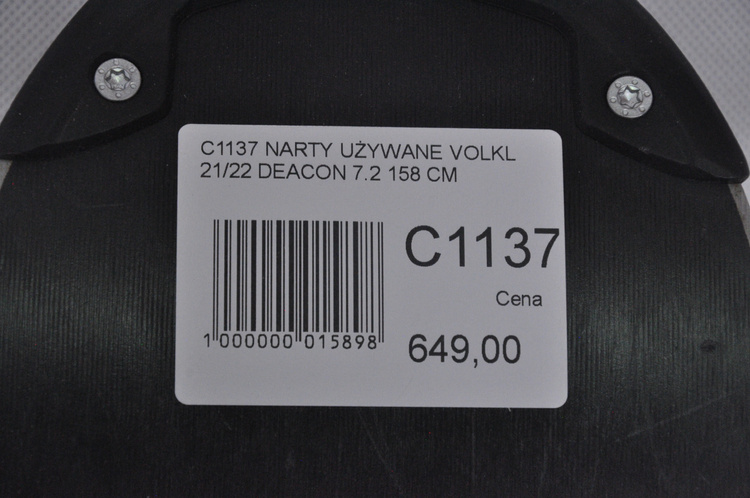 C1137 NARTY UŻYWANE VOLKL
21/22 DEACON 7.2 158 CM
C1137
Cena
1 000000 015898
649,00